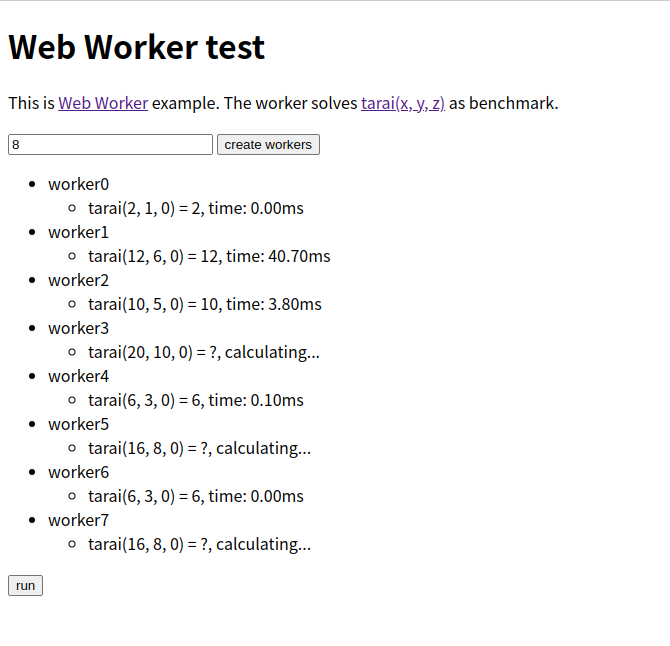 Web Worker test
This is Web Worker example. The worker solves tarai(x, y, z) as benchmark.
8 create workers
worker0
tarai(2, 1, 0) = 2, time: 0.00ms
worker1
tarai(12, 6, 0) = 12, time: 40.70ms
worker2
tarai(10, 5, 0) = 10, time: 3.80ms
worker3
tarai(20, 10, 0) = ?, calculating...
worker4
tarai(6, 3, 0) = 6, time: 0.10ms
worker5
tarai(16, 8, 0) = ?, calculating...
worker6
tarai(6, 3, 0) = 6, time: 0.00ms
worker7
tarai(16, 8, 0) = ?, calculating...
run